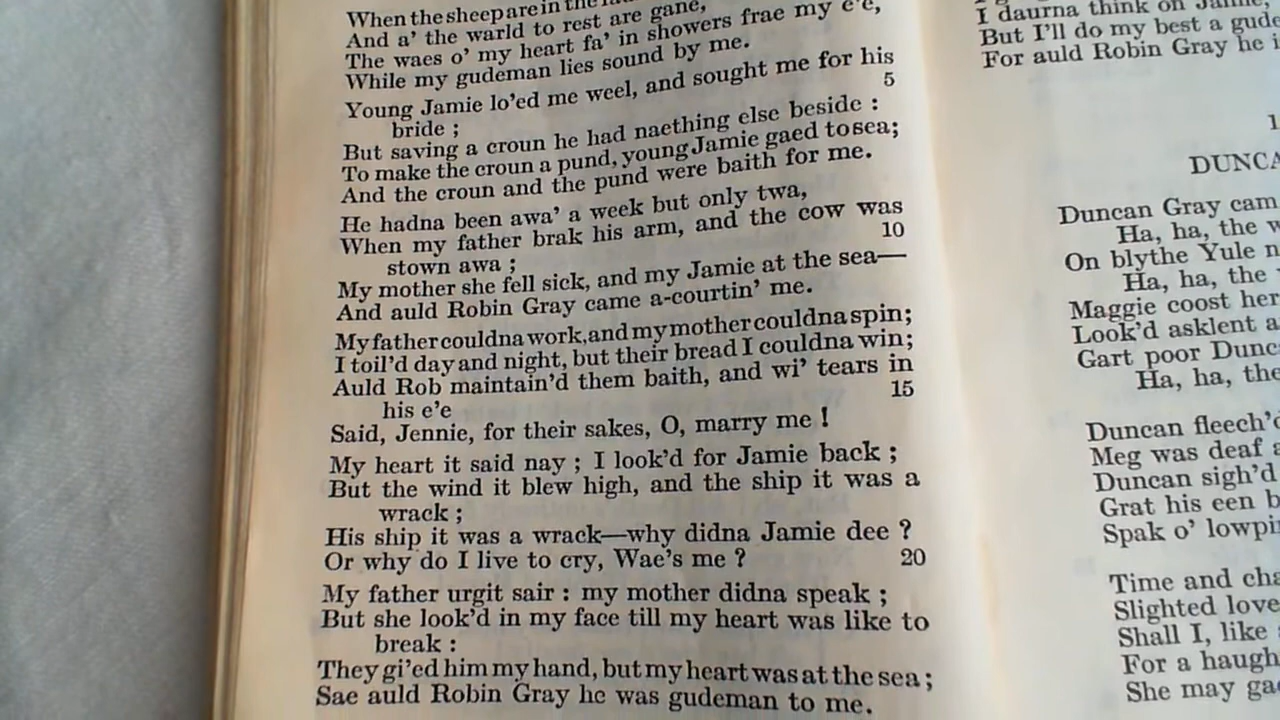 When the sheep are in the
And a' the warld to rest are gane,
The waes o' my heart fa' in showers frae my e'e,
While my gudeman lies sound by me.
Young Jamie lo'ed me weel, and sought me for his
5
bride ;
But saving a croun he had naething else beside :
To make the croun a pund, young Jamie gaed to sea;
And the croun and the pund were baith for me.
He hadna been awa' a week but only twa,
When my father brak his arm, and the cow was
10
stown awa ;
My mother she fell sick, and my Jamie at the sea—
And auld Robin Gray came a-courtin' me.
My father couldna work, and my mother couldna spin;
I toil'd day and night, but their bread I couldna win;
Auld Rob maintain'd them baith, and wi' tears in
15
his e'e
Said, Jennie, for their sakes, O, marry me !
My heart it said nay ; I look'd for Jamie back ;
But the wind it blew high, and the ship it was a
wrack ;
His ship it was a wrack—why didna Jamie dee ?
Or why do I live to cry, Wae's me ? 20
My father urgit sair : my mother didna speak ;
But she look'd in my face till my heart was like to
break :
They gi'ed him my hand, but my heart was at the sea;
Sae auld Robin Gray he was gudeman to me.
I daurna think on Jamie,
But I'll do my best a gude
For auld Robin Gray he
DUNCA
Duncan Gray cam
Ha, ha, the
On blythe Yule
Ha, ha, the
Maggie coost her
Look'd asklent
Gart poor Dunc
Ha, ha, the
Duncan fleech'd
Meg was deaf
Duncan sigh'd
Grat his een
Spak o' lowpi
Time and cha
Slighted love
Shall I, like
For a haugh
She may gae